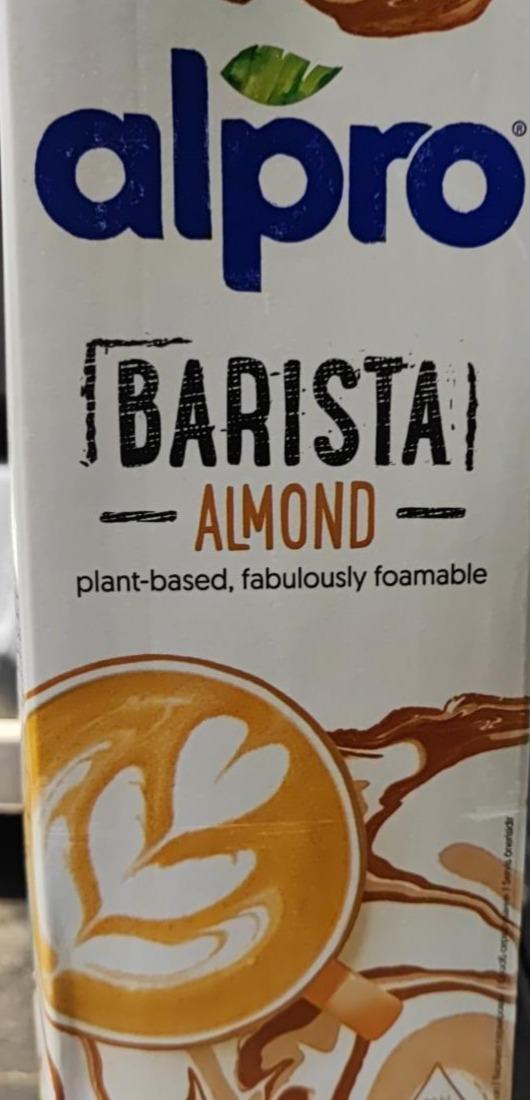 alpro®
BARISTA
ALMOND
plant-based, fabulously foamable